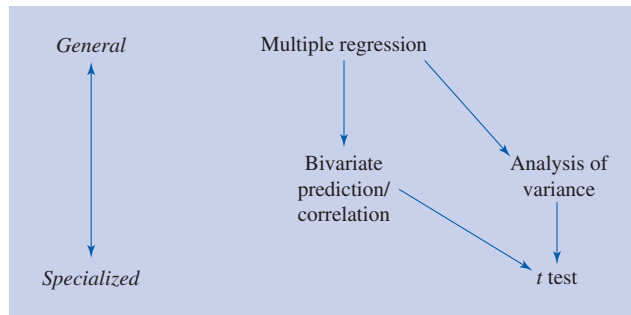 General
Multiple regression
Bivariate
prediction/
correlation
Analysis of
variance
Specialized
t test